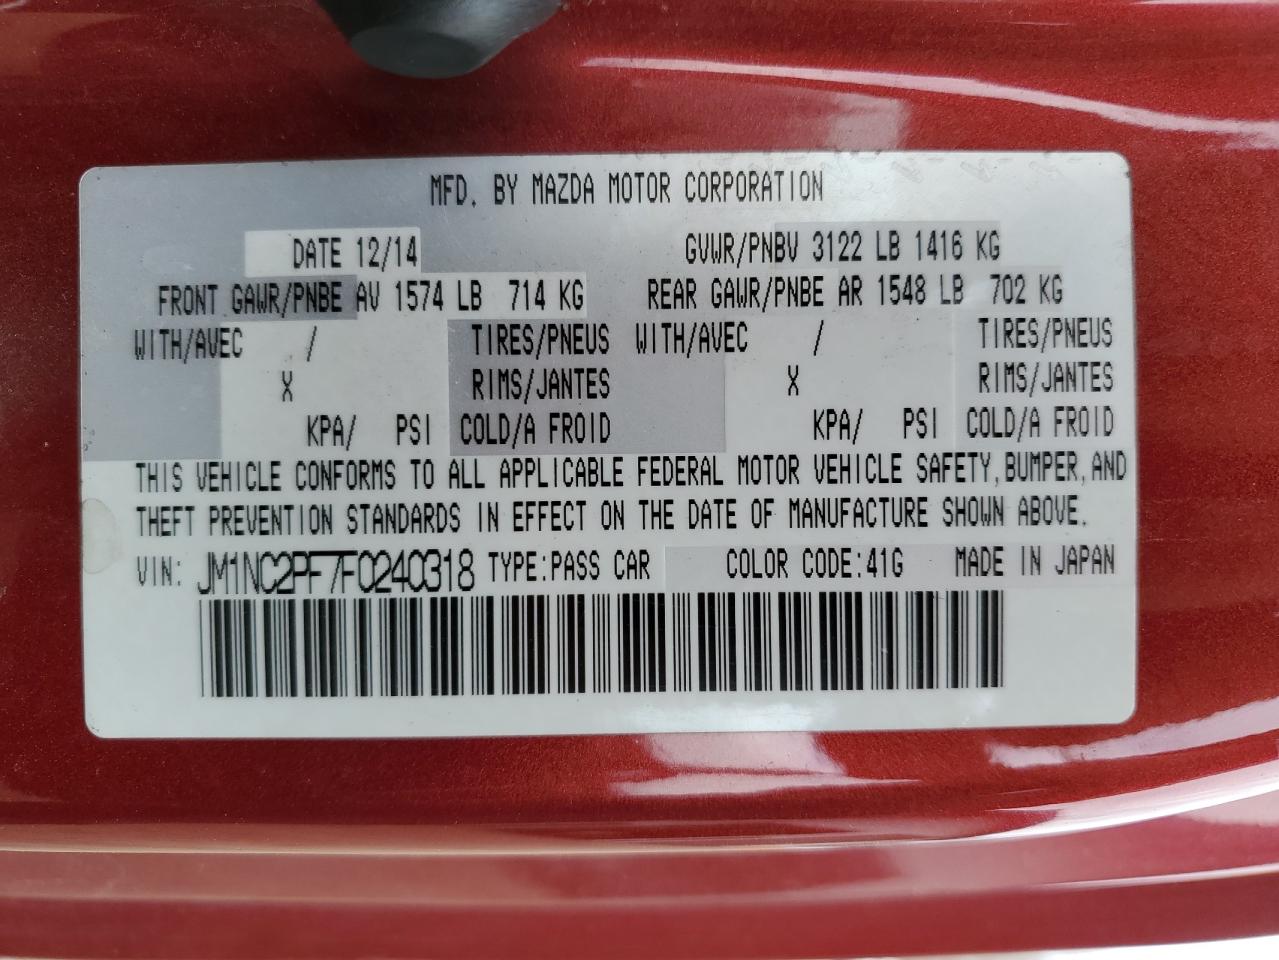 MFD. BY MAZDA MOTOR CORPORATION
DATE 12/14 GVWR/PNBV 3122 LB 1416 KG
FRONT GAWR/PNBE AV 1574 LB 714 KG REAR GAWR/PNBE AR 1548 LB 702 KG
WITH/AVEC / TIRES/PNEUS WITH/AVEC / TIRES/PNEUS
X RIMS/JANTES X RIMS/JANTES
KPA/ PSI COLD/A FROID KPA/ PSI COLD/A FROID
THIS VEHICLE CONFORMS TO ALL APPLICABLE FEDERAL MOTOR VEHICLE SAFETY, BUMPER, AND
THEFT PREVENTION STANDARDS IN EFFECT ON THE DATE OF MANUFACTURE SHOWN ABOVE.
VIN: JM1NC2PF7F0240318 TYPE:PASS CAR COLOR CODE:41G MADE IN JAPAN